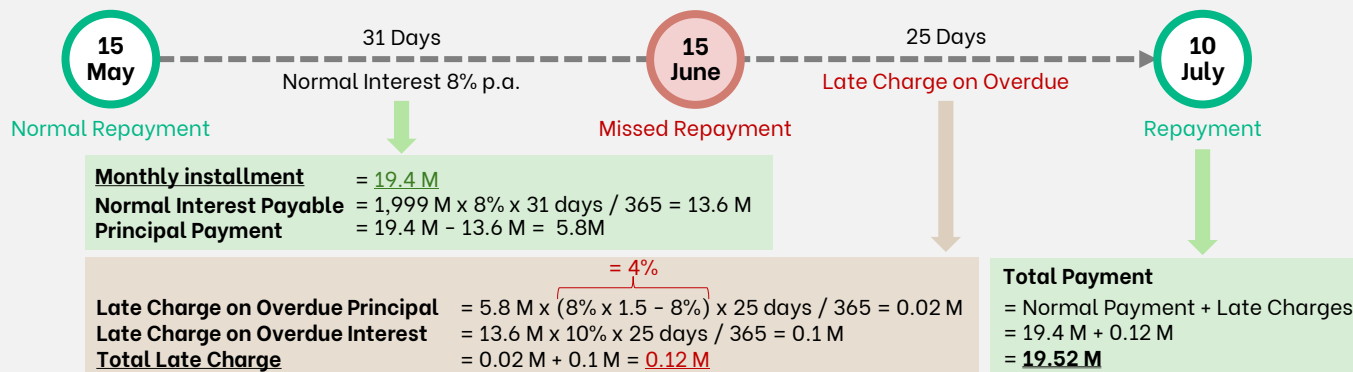 15
May
31 Days
Normal Interest 8% p.a.
15
June
25 Days
Late Charge on Overdue
10
July
Normal Repayment
Missed Repayment
Repayment
Monthly installment = 19.4 M
Normal Interest Payable = 1,999 M x 8% x 31 days / 365 = 13.6 M
Principal Payment = 19.4 M – 13.6 M = 5.8M
= 4%
Late Charge on Overdue Principal = 5.8 M x (8% x 1.5 – 8%) x 25 days / 365 = 0.02 M
Late Charge on Overdue Interest = 13.6 M x 10% x 25 days / 365 = 0.1 M
Total Late Charge = 0.02 M + 0.1 M = 0.12 M
Total Payment
= Normal Payment + Late Charges
= 19.4 M + 0.12 M
= 19.52 M